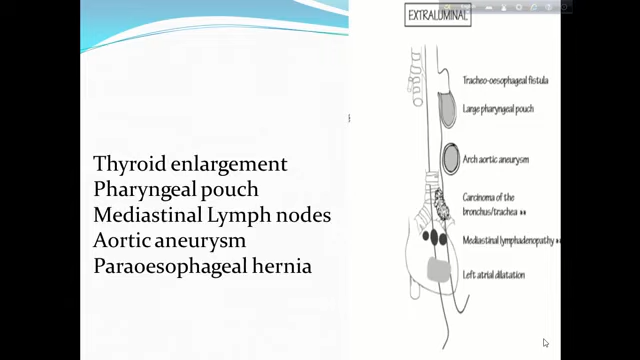 Thyroid enlargement
Pharyngeal pouch
Mediastinal Lymph nodes
Aortic aneurysm
Paraoesophageal hernia
EXTRALUMINAL
Tracheo-oesophageal fistula
Large pharyngeal pouch
Arch aortic aneurysm
Carcinoma of the
bronchus/trachea **
Mediastinal lymphadenopathy
Left atrial dilatation